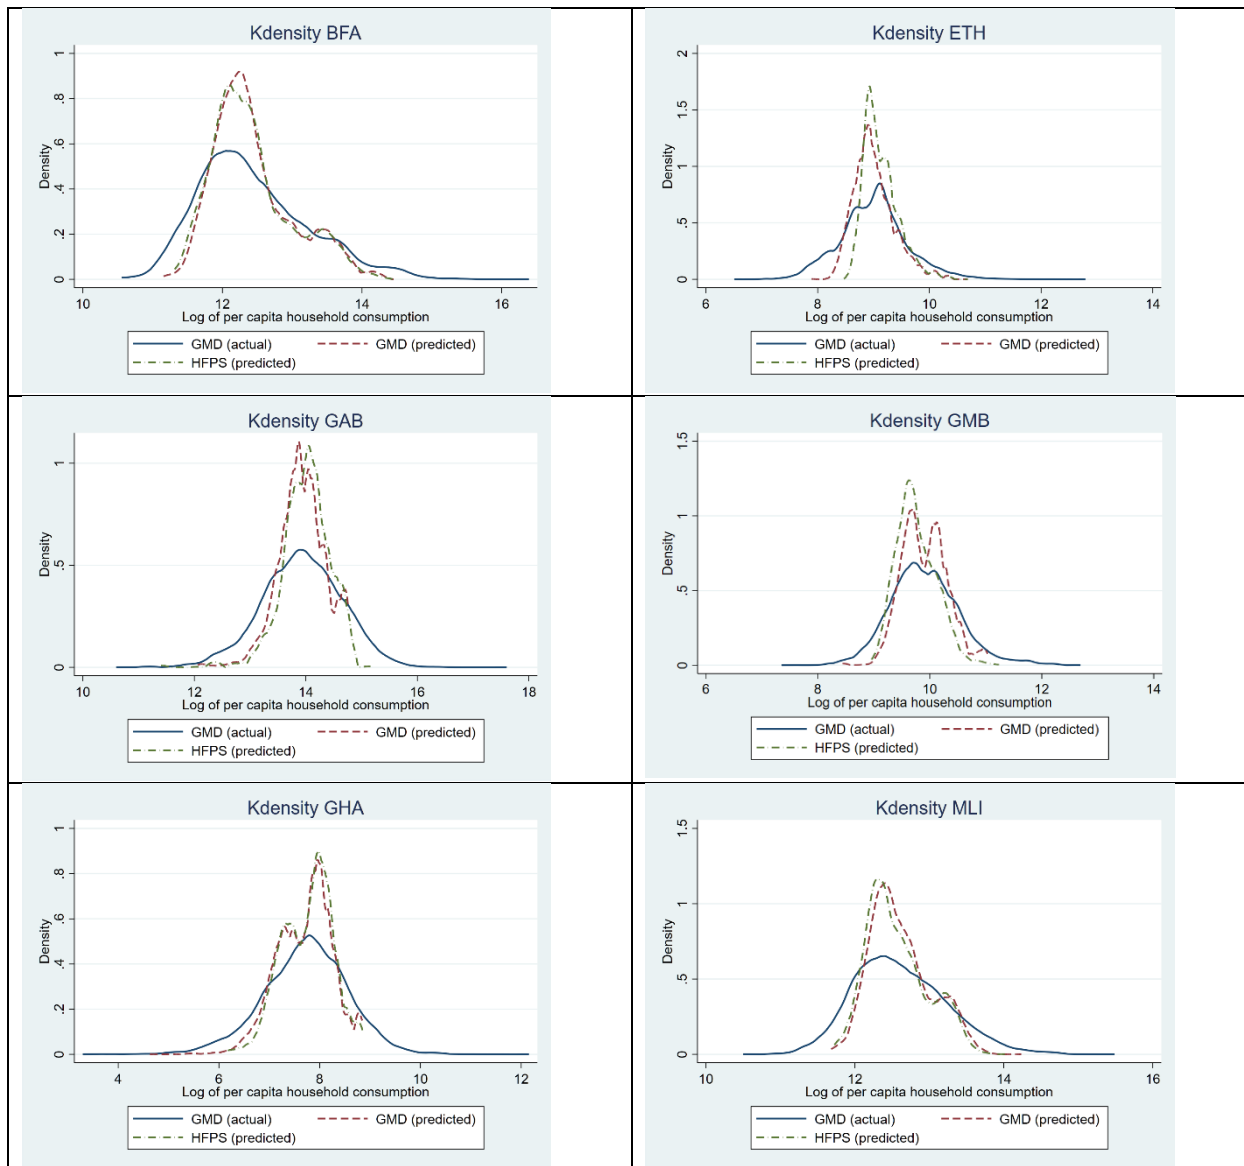 Kdensity BFA
Density
1
.8
.6
.4
.2
0
10 12 14 16
Log of per capita household consumption
GMD (actual) GMD (predicted)
HFPS (predicted)
Kdensity ETH
Density
2
1.5
1
.5
0
6 8 10 12 14
Log of per capita household consumption
GMD (actual) GMD (predicted)
HFPS (predicted)
Kdensity GAB
Density
1
.5
0
10 12 14 16 18
Log of per capita household consumption
GMD (actual) GMD (predicted)
HFPS (predicted)
Kdensity GMB
Density
1.5
1
.5
0
6 8 10 12 14
Log of per capita household consumption
GMD (actual) GMD (predicted)
HFPS (predicted)
Kdensity GHA
Density
1
.8
.6
.4
.2
0
4 6 8 10 12
Log of per capita household consumption
GMD (actual) GMD (predicted)
HFPS (predicted)
Kdensity MLI
Density
1.5
1
.5
0
10 12 14 16
Log of per capita household consumption
GMD (actual) GMD (predicted)
HFPS (predicted)